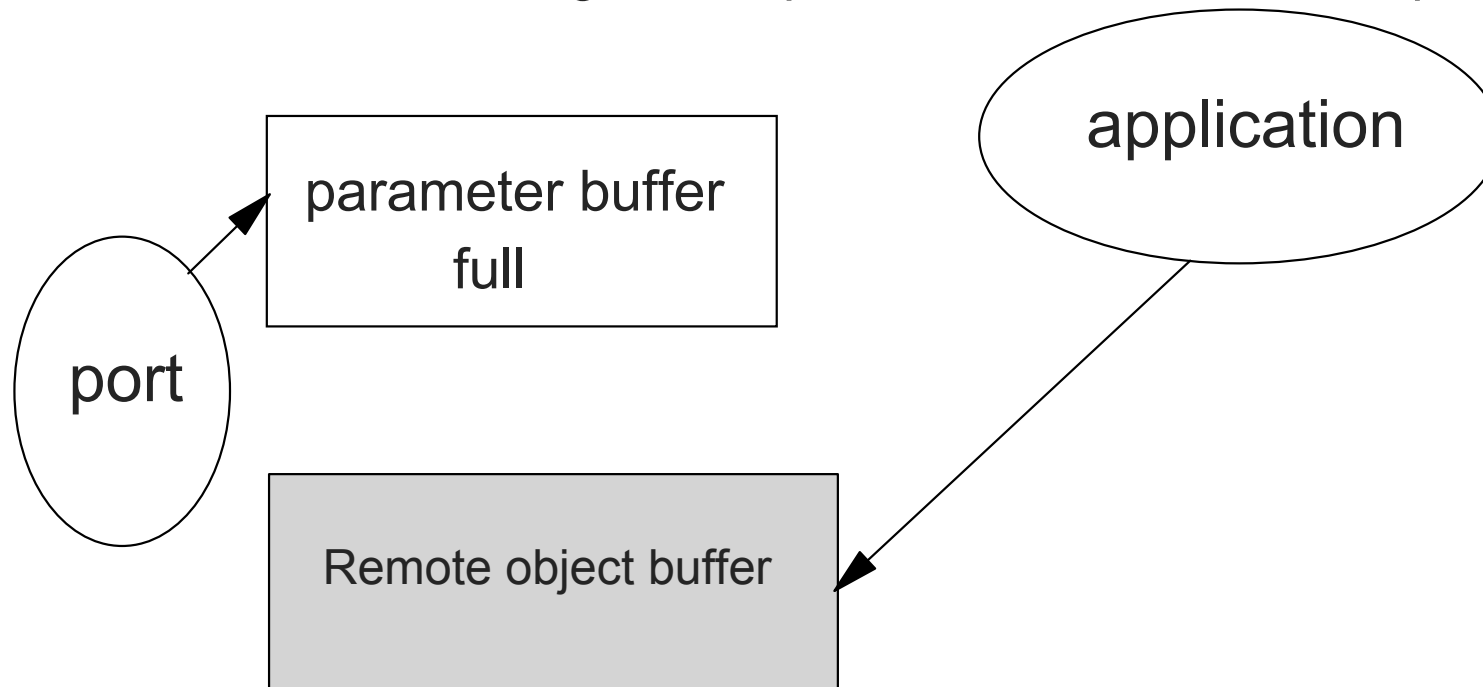 application
parameter buffer
full
port
Remote object buffer